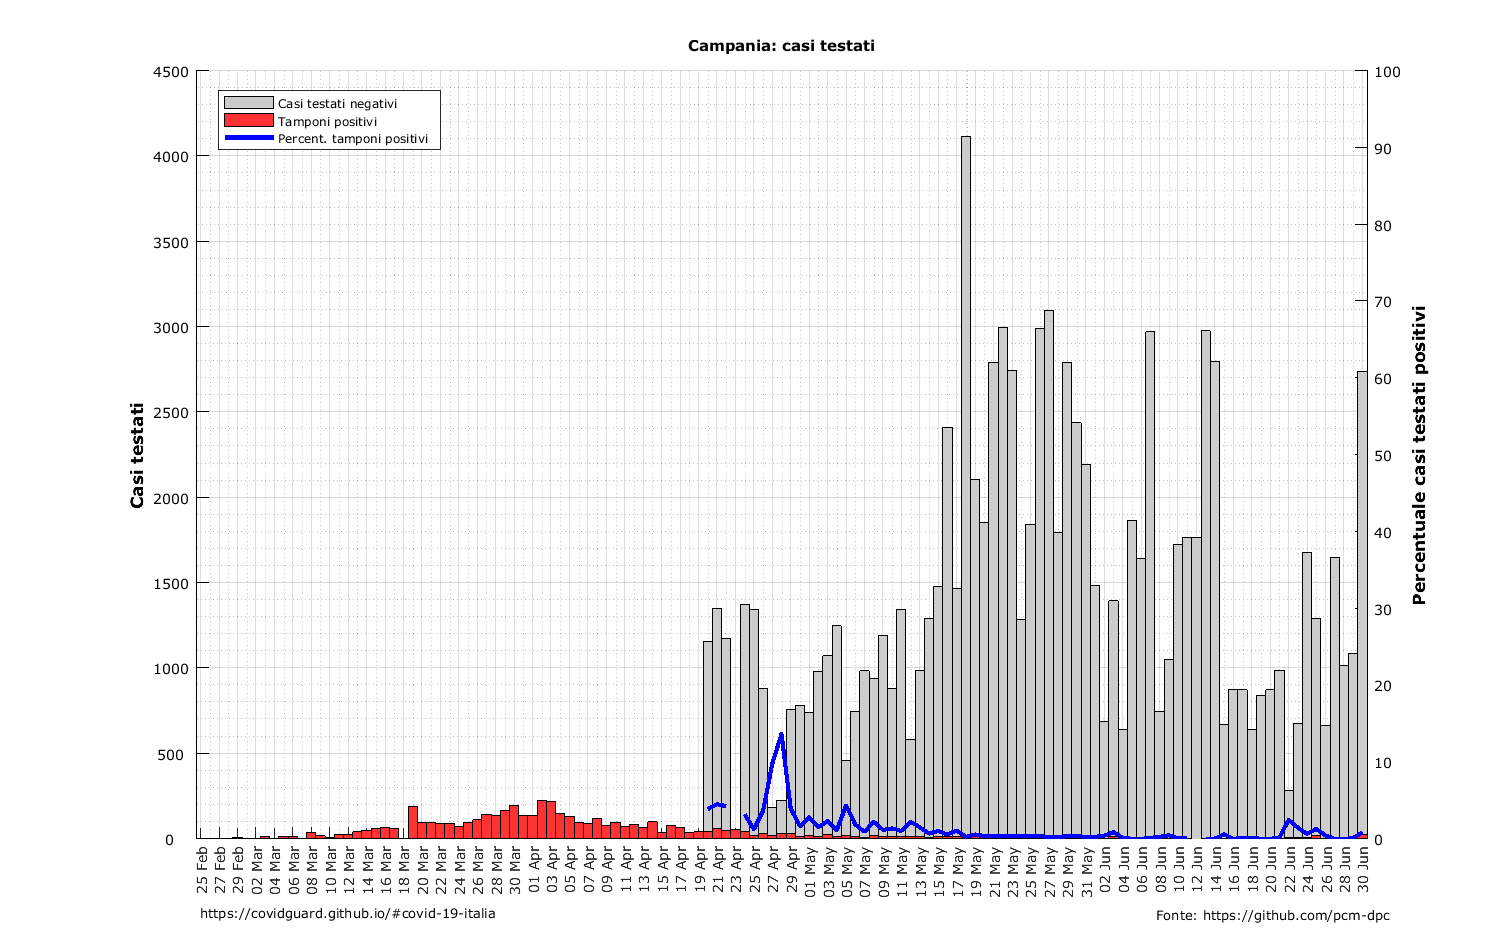 Campania: casi testati
4500
4000
3500
3000
2500
2000
1500
1000
500
0
100
90
80
70
60
50
40
30
20
10
0
Casi testati negativi
Tamponi positivi
Percent. tamponi positivi
Casi testati
Percentuale casi testati positivi
25 Feb
27 Feb
29 Feb
02 Mar
04 Mar
06 Mar
08 Mar
10 Mar
12 Mar
14 Mar
16 Mar
18 Mar
20 Mar
22 Mar
24 Mar
26 Mar
28 Mar
30 Mar
01 Apr
03 Apr
05 Apr
07 Apr
09 Apr
11 Apr
13 Apr
15 Apr
17 Apr
19 Apr
21 Apr
23 Apr
25 Apr
27 Apr
29 Apr
01 May
03 May
05 May
07 May
09 May
11 May
13 May
15 May
17 May
19 May
21 May
23 May
25 May
27 May
29 May
31 May
02 Jun
04 Jun
06 Jun
08 Jun
10 Jun
12 Jun
14 Jun
16 Jun
18 Jun
20 Jun
22 Jun
24 Jun
26 Jun
28 Jun
30 Jun
https://covidguard.github.io/#covid-19-italia
Fonte: https://github.com/pcm-dpc